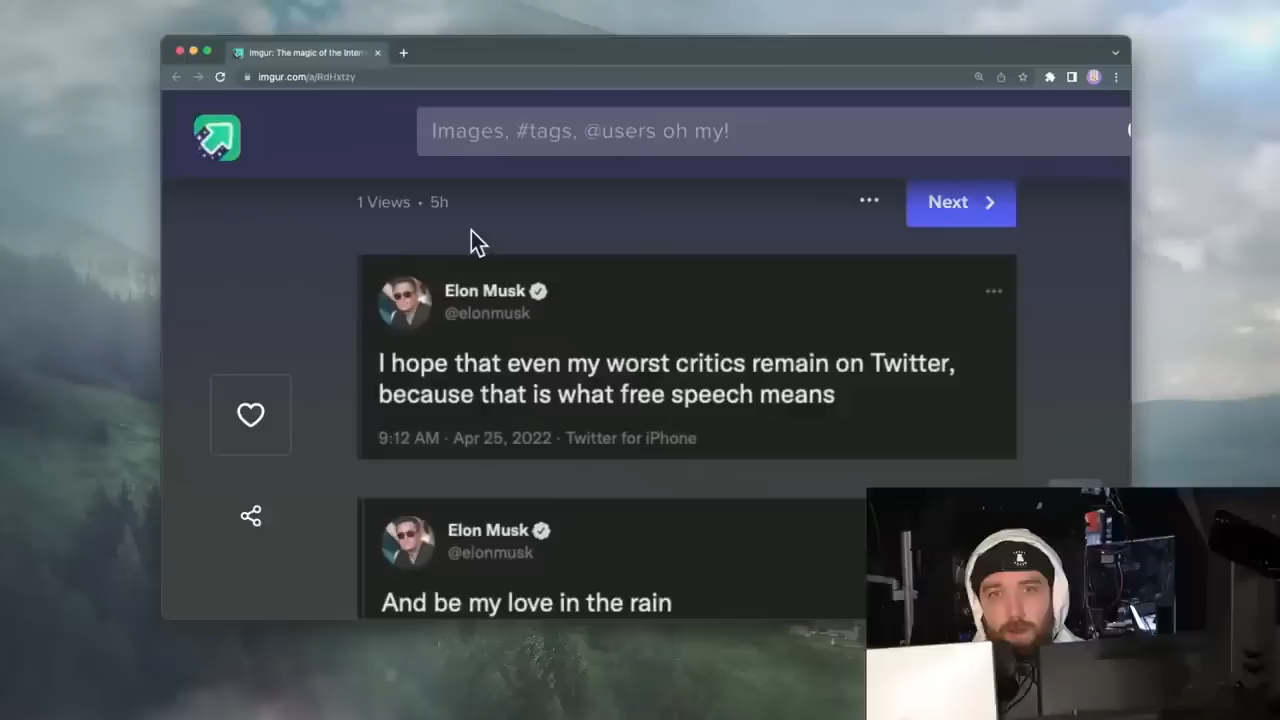 Imgur: The magic of the Intern
imgur.com/a/RdHxtzy
Images, #tags, @users oh my!
1 Views • 5h
Next
Elon Musk
@elonmusk
I hope that even my worst critics remain on Twitter,
because that is what free speech means
9:12 AM · Apr 25, 2022 · Twitter for iPhone
Elon Musk
@elonmusk
And be my love in the rain